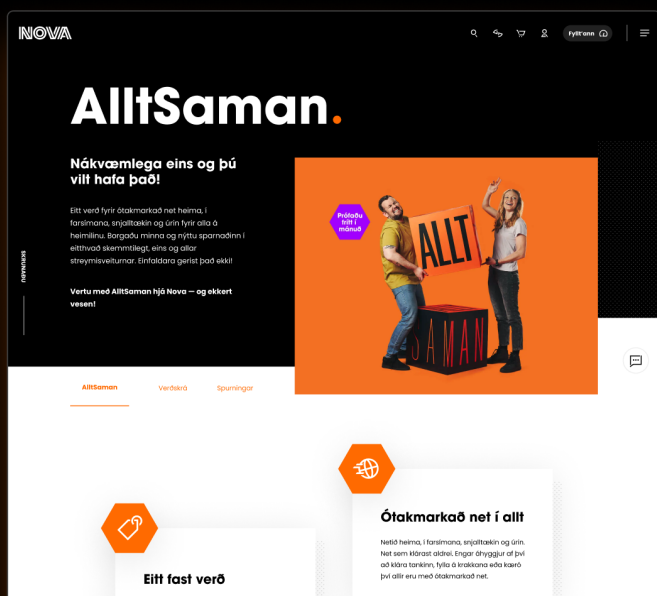 NOVA
Fyllt'ann
AlltSaman.
Nákvæmlega eins og þú
vilt hafa það!
Eitt verð fyrir ótakmarkað net heima, í
farsímana, snjalltækin og úrin fyrir alla á
heimilinu. Borgaðu minna og nýttu sparnaðinn í
eitthvað skemmtilegt, eins og allar
streymisveiturnar. Einfaldara gerist það ekki!
Vertu með AlltSaman hjá Nova — og ekkert
vesen!
SKRUNAÐU
Prófaðu
frítt í
mánuð
ALLT
SAMAN
AlltSaman
Verðskrá
Spurningar
Eitt fast verð
Ótakmarkað net í allt
Netið heima, í farsímana, snjalltækin og úrin.
Net sem klárast aldrei. Engar áhyggjur af því
að klára tankinn, fylla á krakkana eða kæró
því allir eru með ótakmarkað net.